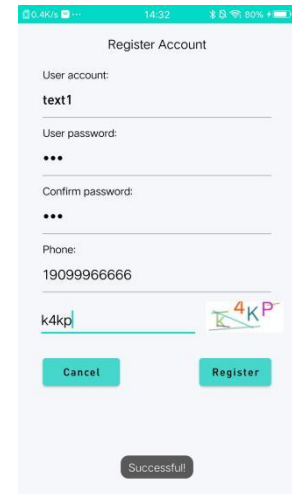 0.4K/s ... 14:32 80%
Register Account
User account:
text1
User password:
•••
Confirm password:
•••
Phone:
19099966666
k4kp K4KP
Cancel Register
Successful!